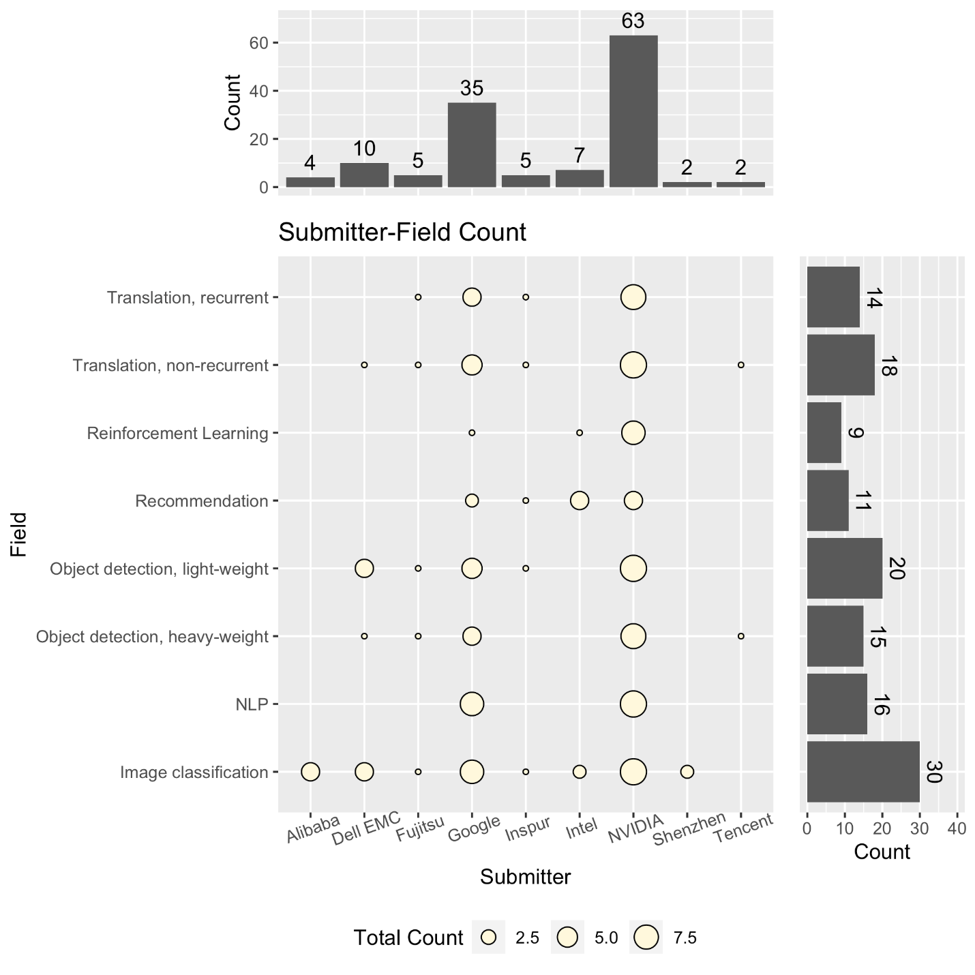 63
60
35
40
Count
20
10
7
4
5
5
2
2
0
Submitter-Field Count
Translation, recurrent
14
Translation, non-recurrent
18
Reinforcement Learning
9
Recommendation
11
Field
Object detection, light-weight
20
Object detection, heavy-weight
15
NLP
16
Image classification
30
Alibaba Dell EMC Fujitsu Google Inspur Intel NVIDIA Shenzhen Tencent
0 10 20 30 40
Count
Submitter
Total Count 2.5 5.0 7.5